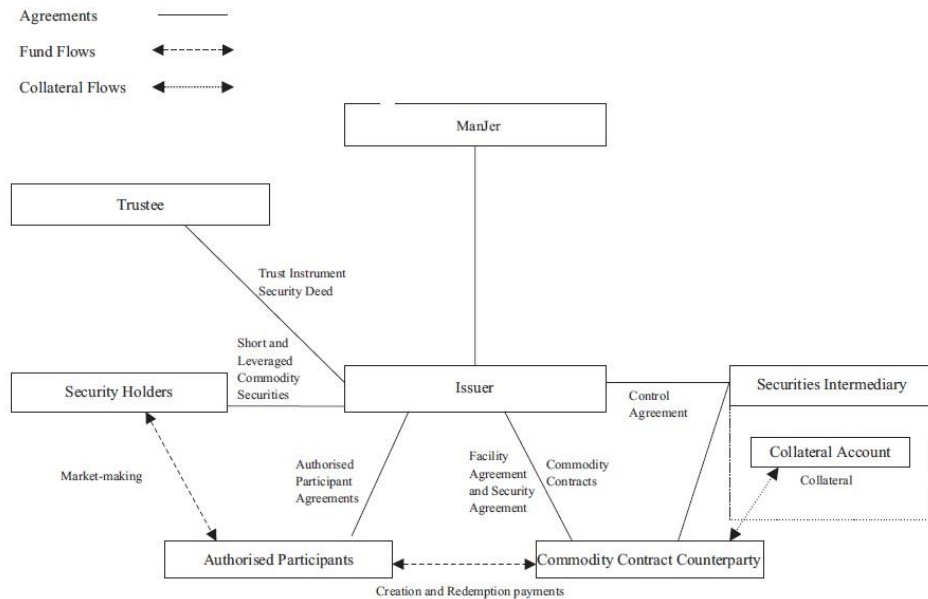 Agreements
Fund Flows
Collateral Flows
ManJer
Trustee
Trust Instrument
Security Deed
Short and
Leveraged
Commodity
Securities
Security Holders
Issuer
Securities Intermediary
Control
Agreement
Collateral Account
Collateral
Market-making
Authorised
Participant
Agreements
Facility
Agreement
and Security
Agreement
Commodity
Contracts
Authorised Participants
Commodity Contract Counterparty
Creation and Redemption payments